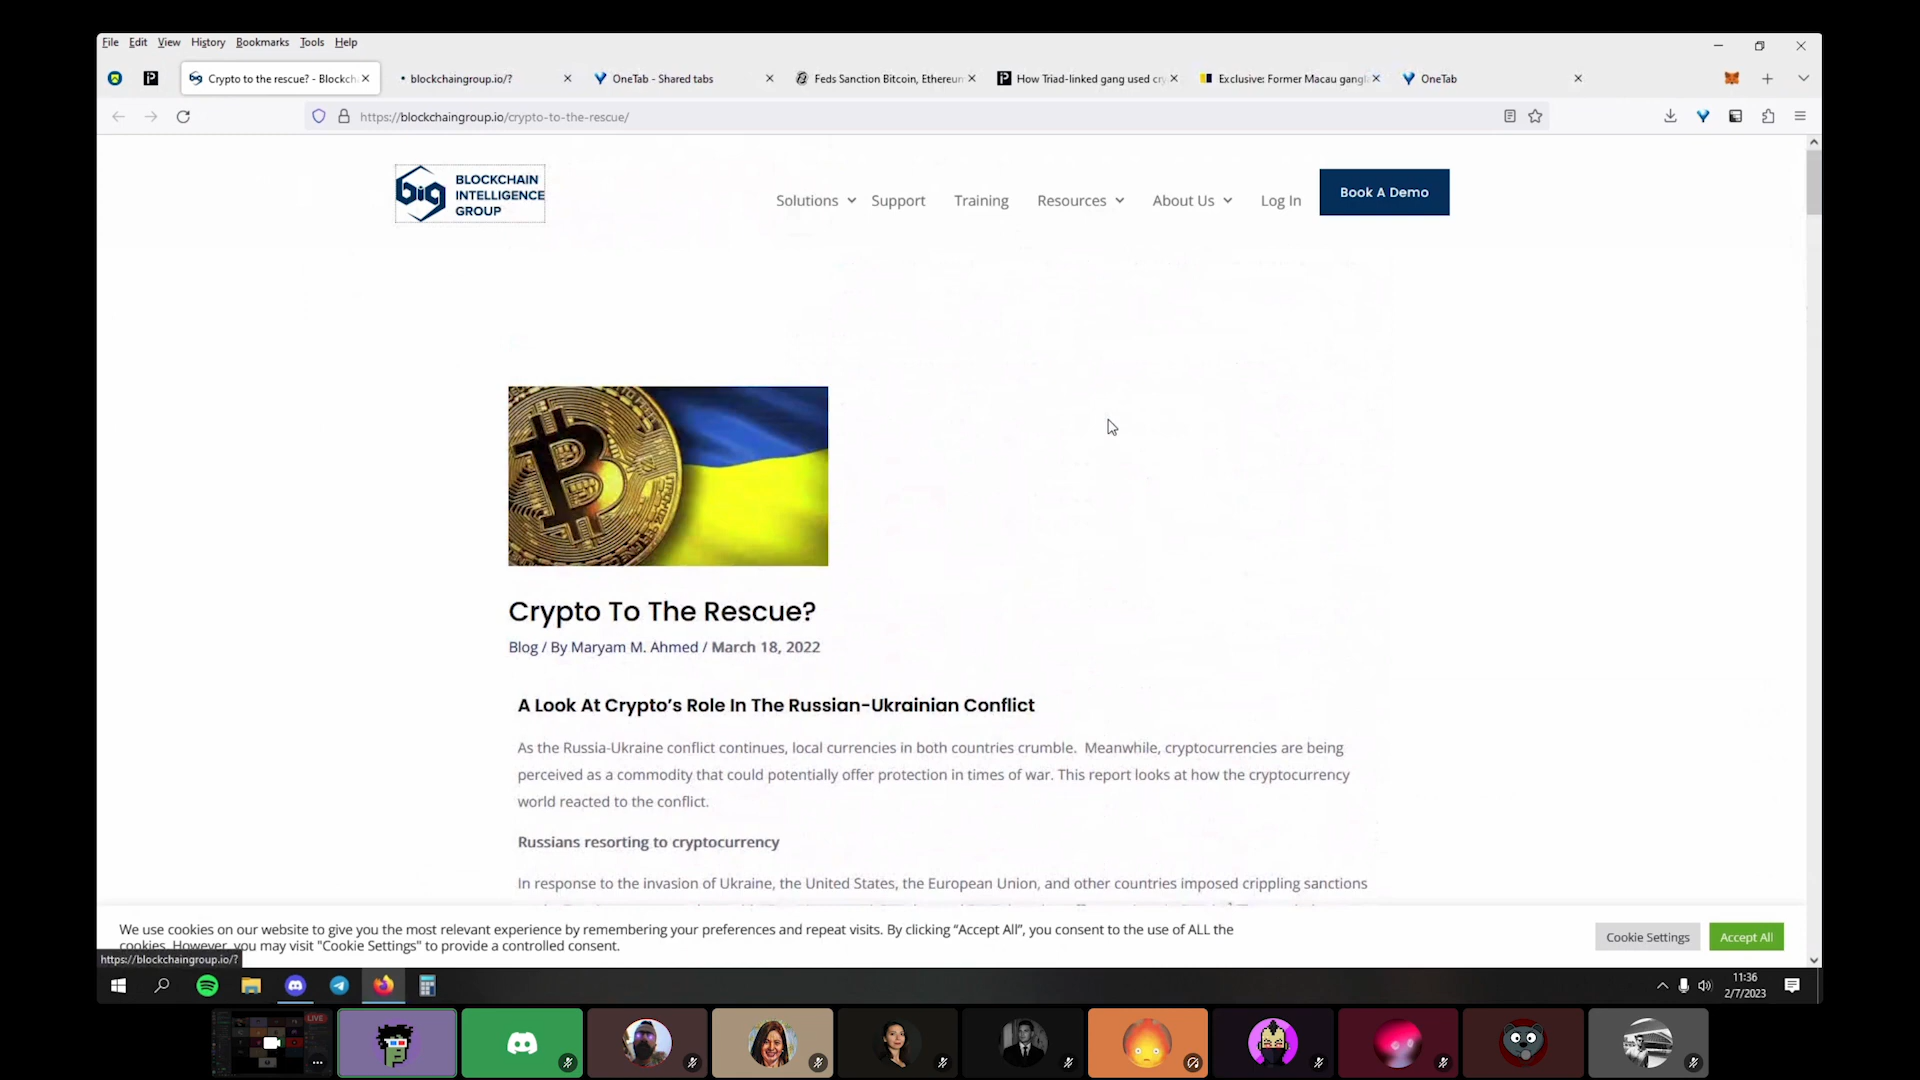 File Edit View History Bookmarks Tools Help
Crypto to the rescue? - Blockch
blockchaingroup.io/?
OneTab - Shared tabs
Feds Sanction Bitcoin, Ethereum
How Triad-linked gang used cry
Exclusive: Former Macau gangl
OneTab
https://blockchaingroup.io/crypto-to-the-rescue/
big
BLOCKCHAIN
INTELLIGENCE
GROUP
Solutions
Support
Training
Resources
About Us
Log In
Book A Demo
Crypto To The Rescue?
Blog / By Maryam M. Ahmed / March 18, 2022
A Look At Crypto’s Role In The Russian-Ukrainian Conflict
As the Russia-Ukraine conflict continues, local currencies in both countries crumble. Meanwhile, cryptocurrencies are being
perceived as a commodity that could potentially offer protection in times of war. This report looks at how the cryptocurrency
world reacted to the conflict.
Russians resorting to cryptocurrency
In response to the invasion of Ukraine, the United States, the European Union, and other countries imposed crippling sanctions
We use cookies on our website to give you the most relevant experience by remembering your preferences and repeat visits. By clicking “Accept All”, you consent to the use of ALL the
cookies. However, you may visit "Cookie Settings" to provide a controlled consent.
Cookie Settings
Accept All
https://blockchaingroup.io/?
11:36
2/7/2023
LIVE